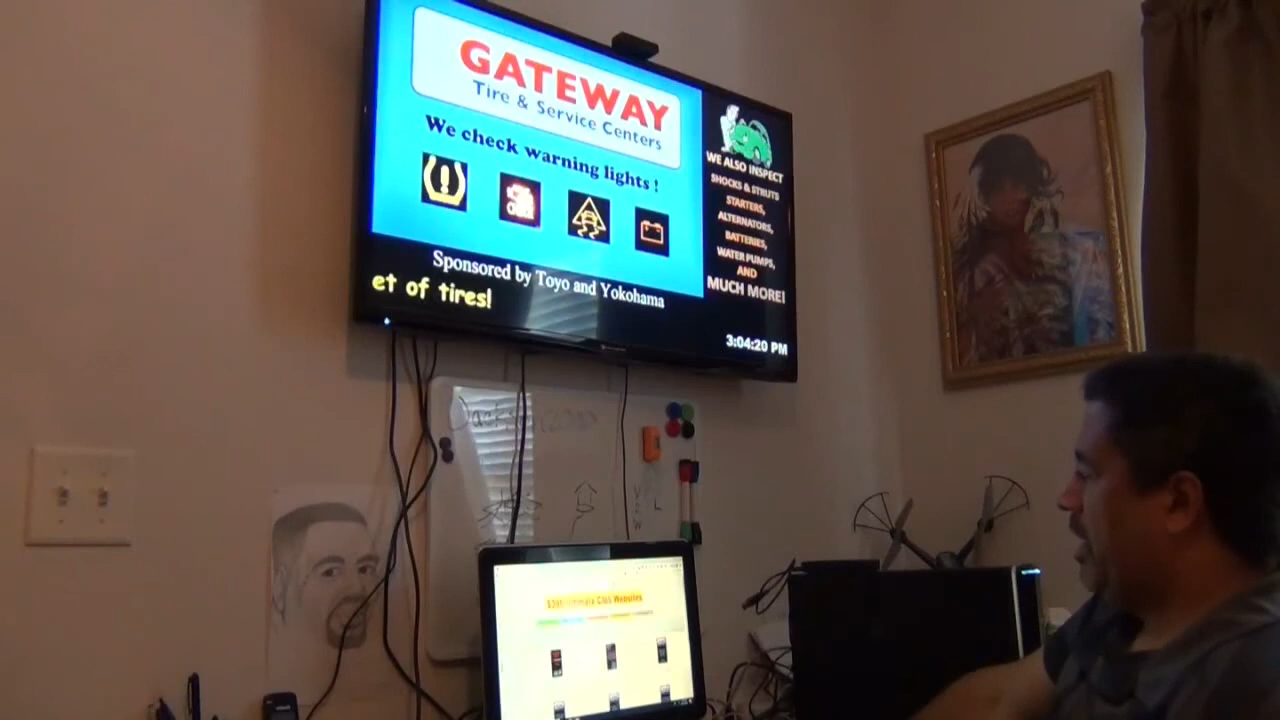 GATEWAY
Tire & Service Centers
We check warning lights !
Sponsored by Toyo and Yokohama
et of tires!
WE ALSO INSPECT
SHOCKS & STRUTS
STARTERS,
ALTERNATORS,
BATTERIES,
WATER PUMPS,
AND
MUCH MORE!
3:04:20 PM